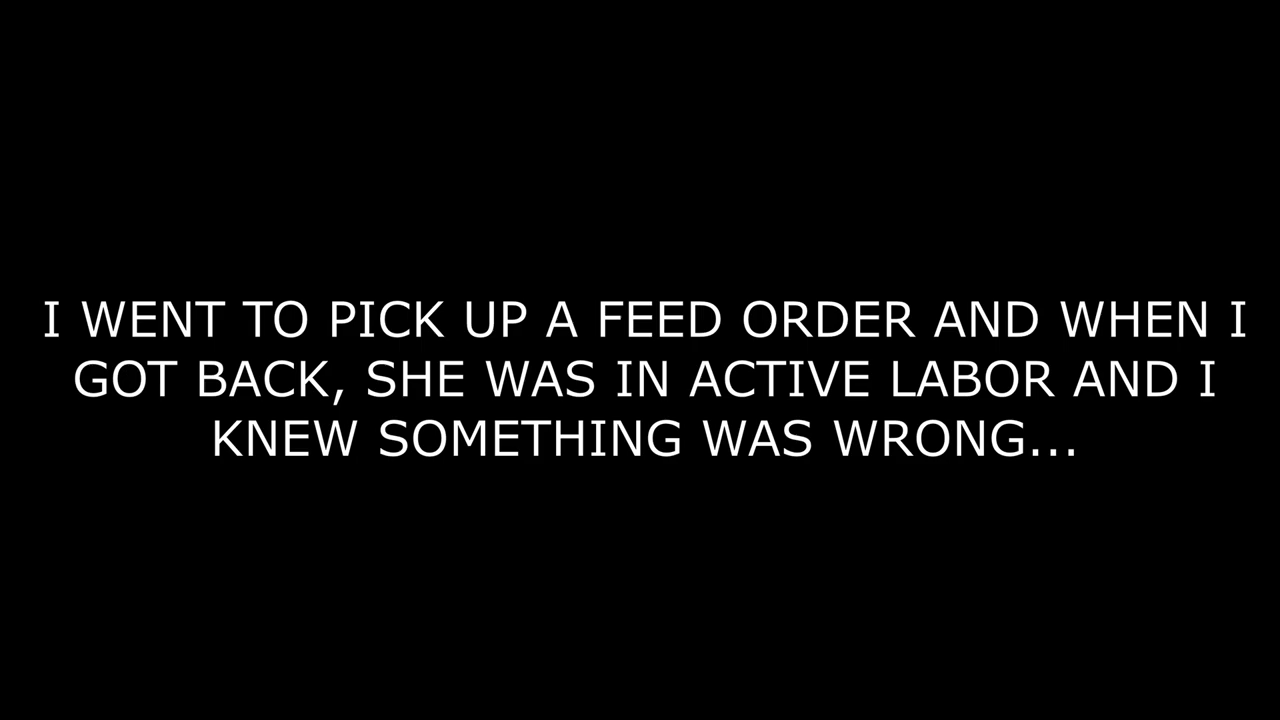 I WENT TO PICK UP A FEED ORDER AND WHEN I
GOT BACK, SHE WAS IN ACTIVE LABOR AND I
KNEW SOMETHING WAS WRONG...